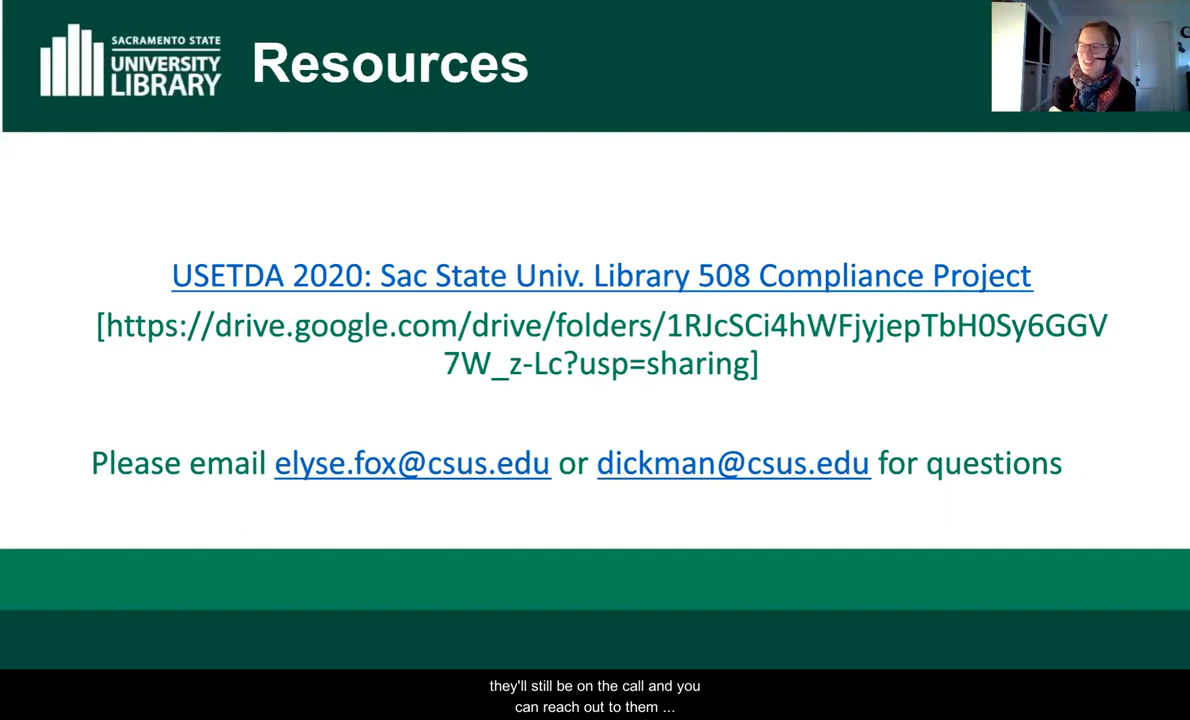 SACRAMENTO STATE
UNIVERSITY
LIBRARY
Resources
USETDA 2020: Sac State Univ. Library 508 Compliance Project
[https://drive.google.com/drive/folders/1RJcSCi4hWFjyjepTbH0Sy6GGV
7W_z-Lc?usp=sharing]
Please email elyse.fox@csus.edu or dickman@csus.edu for questions
they'll still be on the call and you
can reach out to them ...